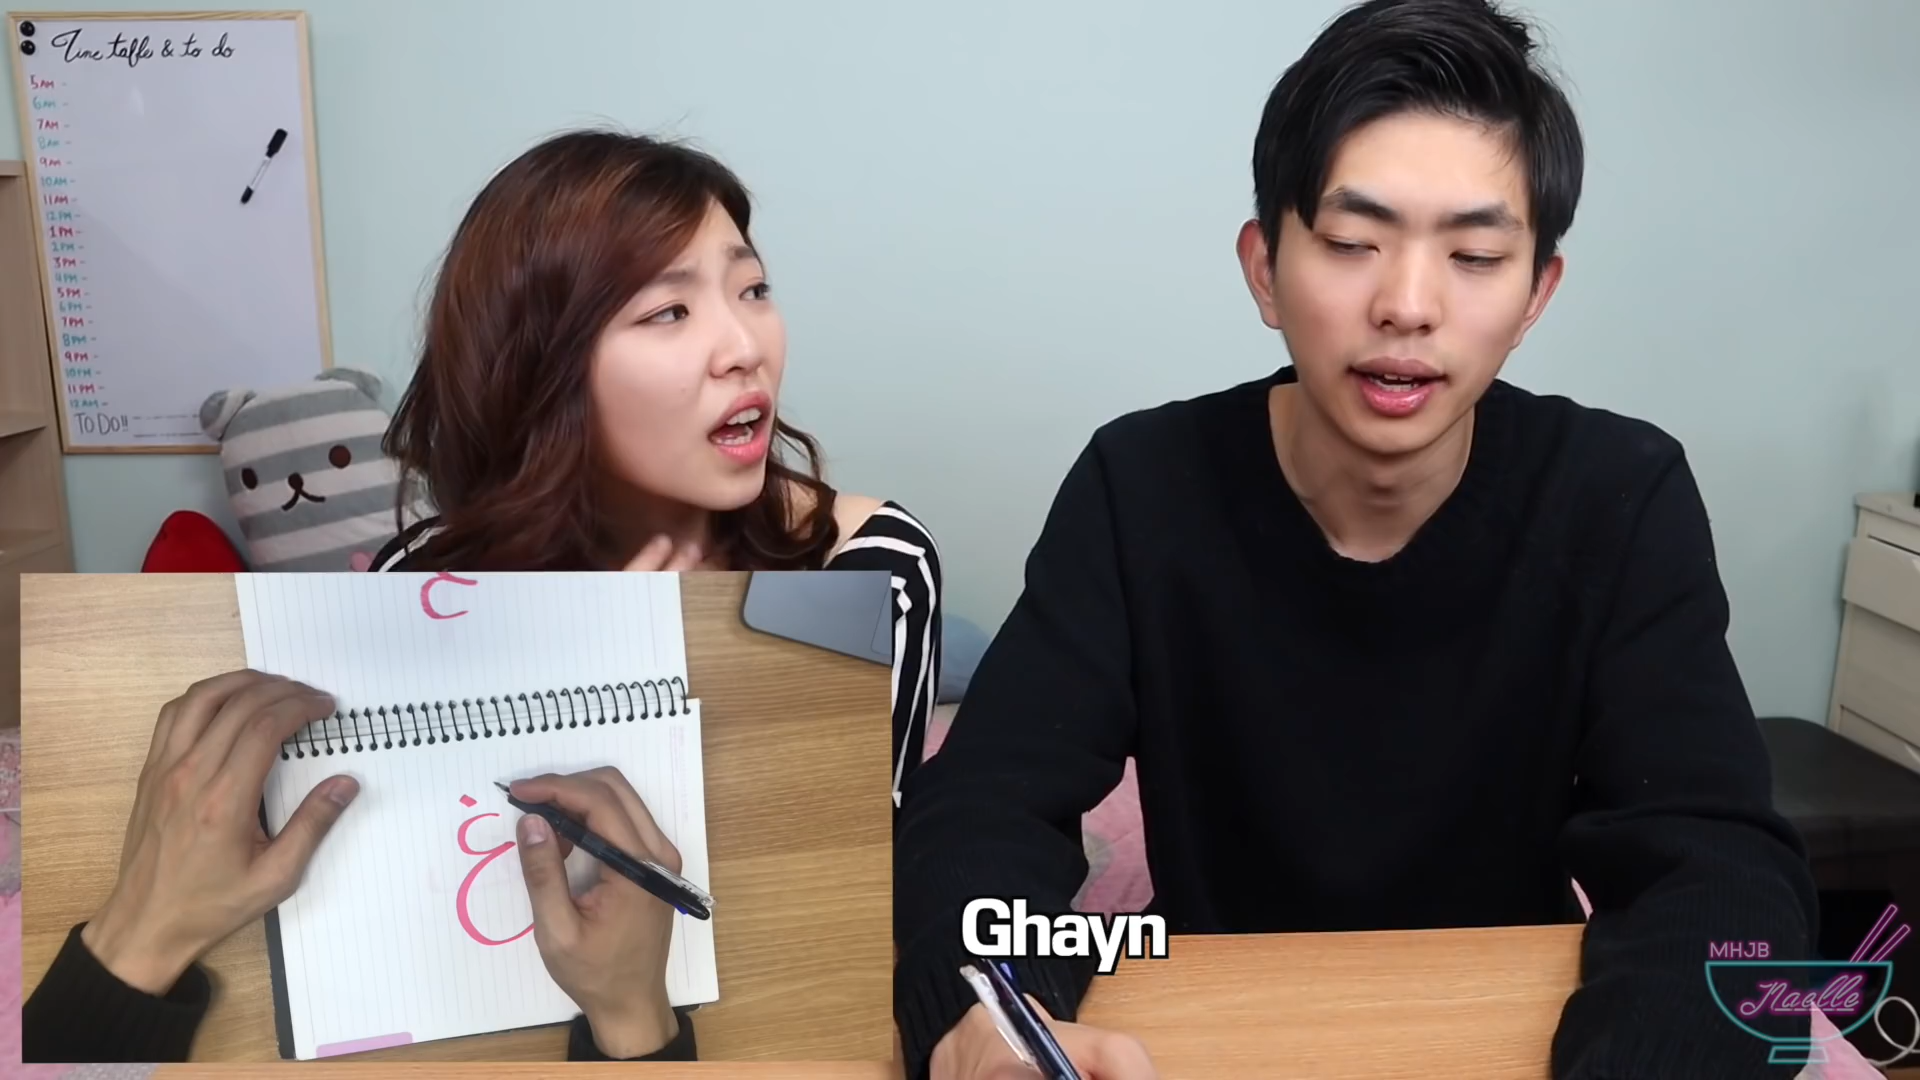 Time table & to do
5AM -
6AM -
7AM -
8AM -
9AM -
10AM -
11AM -
12PM -
1PM -
2PM -
3PM -
4PM -
5PM -
6PM -
7PM -
8PM -
9PM -
10PM -
11PM -
12AM -
TO DO!!
غ
Ghayn
MHJB
Naelle